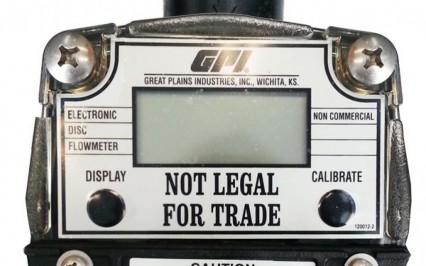 GPI
GREAT PLAINS INDUSTRIES, INC., WICHITA, KS.
ELECTRONIC
DISC
FLOWMETER
NON COMMERCIAL
DISPLAY
CALIBRATE
NOT LEGAL
FOR TRADE
120012-2
CAUTION